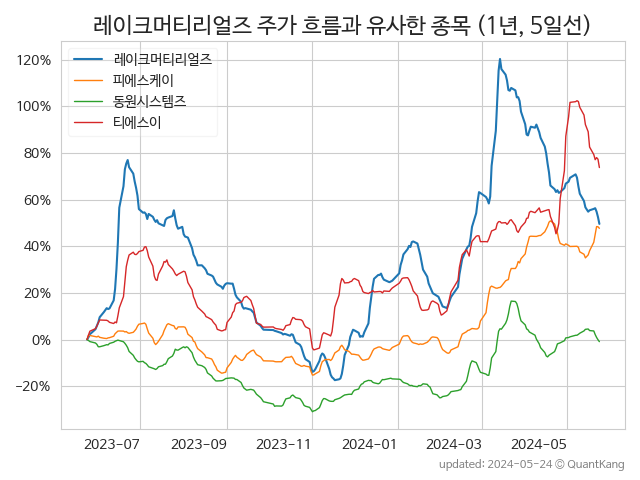 레이크머티리얼즈 주가 흐름과 유사한 종목 (1년, 5일선)
120%
100%
80%
60%
40%
20%
0%
−20%
레이크머티리얼즈
피에스케이
동원시스템즈
티에스이
2023-07
2023-09
2023-11
2024-01
2024-03
2024-05
updated: 2024-05-24 © QuantKang